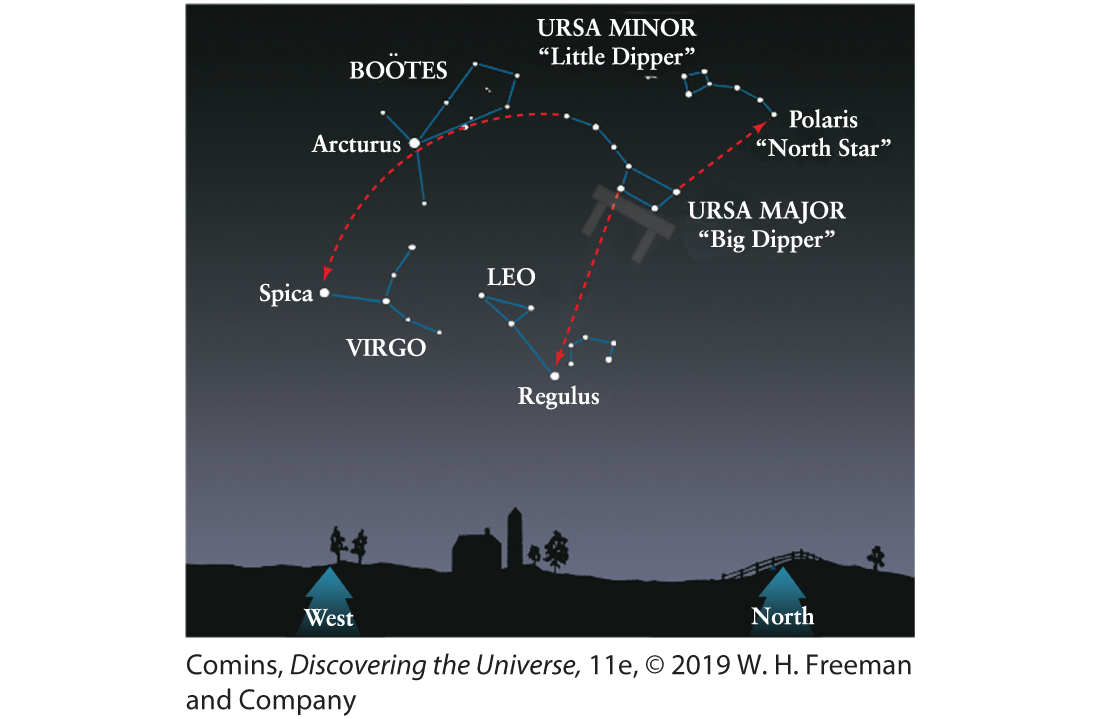 URSA MINOR
“Little Dipper”
BOÖTES
Arcturus
Polaris
“North Star”
URSA MAJOR
“Big Dipper”
LEO
Spica
VIRGO
Regulus
West
North
Comins, Discovering the Universe, 11e, © 2019 W. H. Freeman
and Company